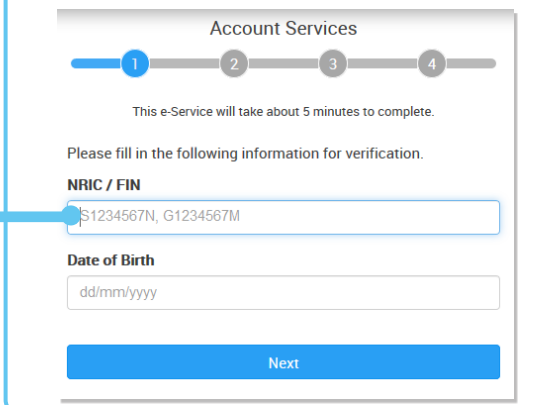 Account Services
1 2 3 4
This e-Service will take about 5 minutes to complete.
Please fill in the following information for verification.
NRIC / FIN
S1234567N, G1234567M
Date of Birth
dd/mm/yyyy
Next